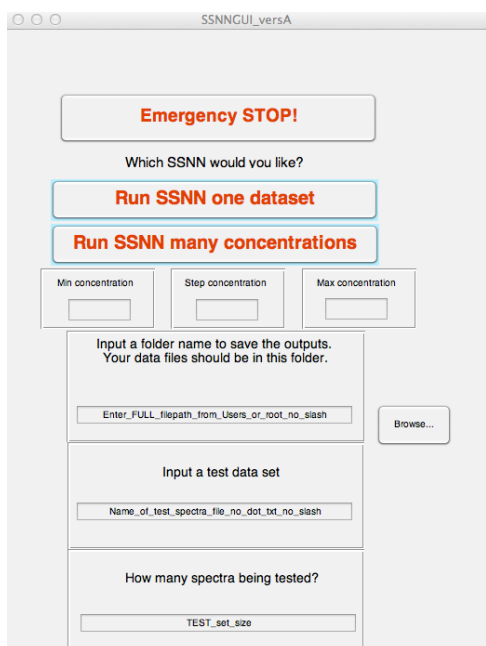 SSNNGUI_versA
Emergency STOP!
Which SSNN would you like?
Run SSNN one dataset
Run SSNN many concentrations
Min concentration
Step concentration
Max concentration
Input a folder name to save the outputs.
Your data files should be in this folder.
Enter_FULL_filepath_from_Users_or_root_no_slash
Browse...
Input a test data set
Name_of_test_spectra_file_no_dot_txt_no_slash
How many spectra being tested?
TEST_set_size